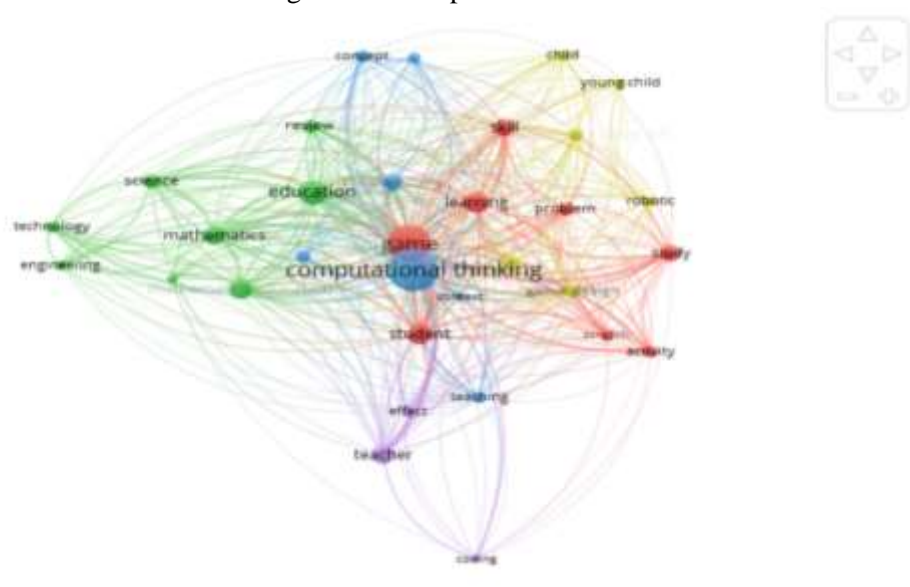 concept
child
young child
review
skill
science
education
learning
problem
robotic
technology
mathematics
game
study
engineering
computational thinking
context
student
activity
teaching
effect
teacher
coding